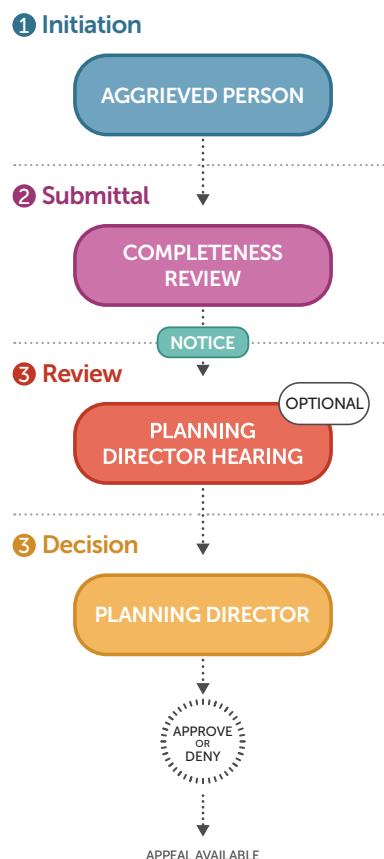 1 Initiation
AGGRIEVED PERSON
2 Submittal
COMPLETENESS
REVIEW
NOTICE
3 Review
OPTIONAL
PLANNING
DIRECTOR HEARING
3 Decision
PLANNING DIRECTOR
APPROVE
OR
DENY
APPEAL AVAILABLE